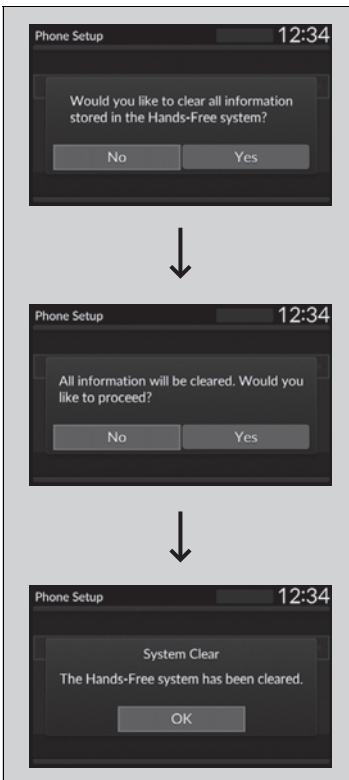 Phone Setup 12:34
Would you like to clear all information
stored in the Hands-Free system?
No Yes
Phone Setup 12:34
All information will be cleared. Would you
like to proceed?
No Yes
Phone Setup 12:34
System Clear
The Hands-Free system has been cleared.
OK